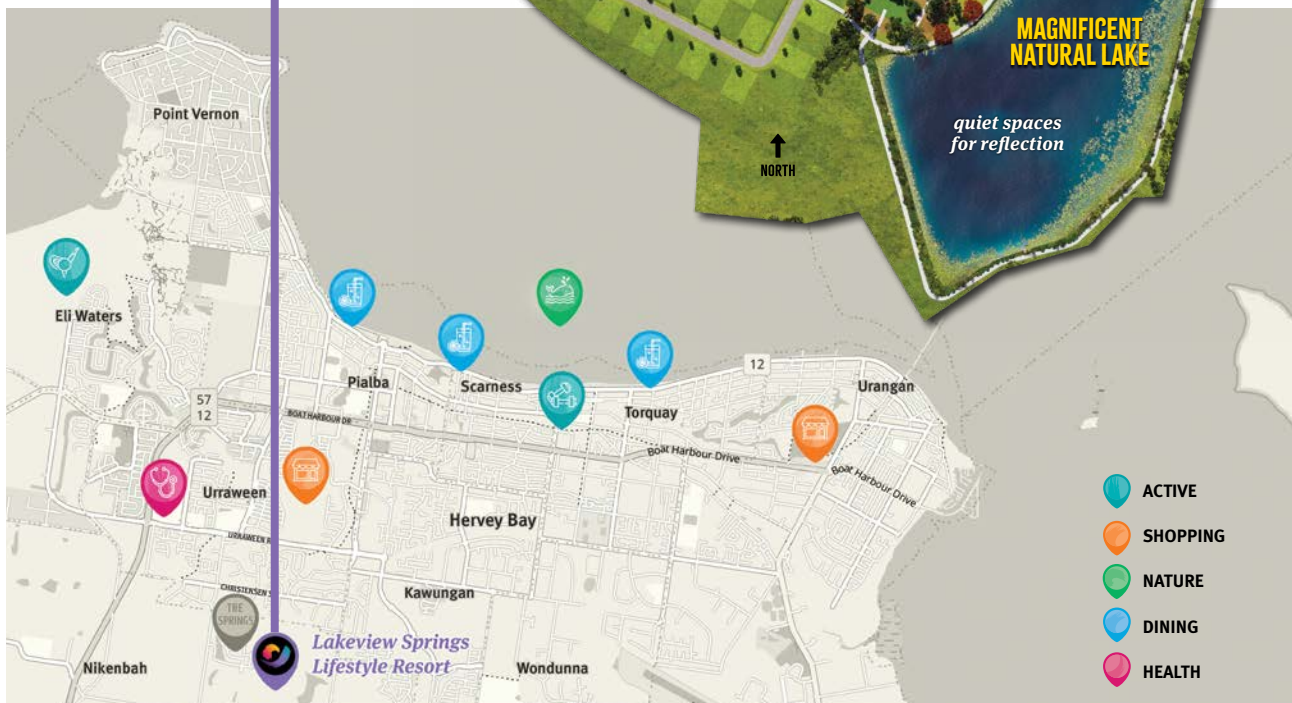 MAGNIFICENT
NATURAL LAKE
quiet spaces
for reflection
NORTH
Point Vernon
Eli Waters
Pialba
Scarness
Torquay
12
Urangan
57
12
BOAT HARBOUR DR
Boat Harbour Drive
Boat Harbour Drive
Urraween
Hervey Bay
URRAWEEN R
CHRISTENSEN S
THE
SPRINGS
Kawungan
Lakeview Springs
Lifestyle Resort
Nikenbah
Wondunna
ACTIVE
SHOPPING
NATURE
DINING
HEALTH